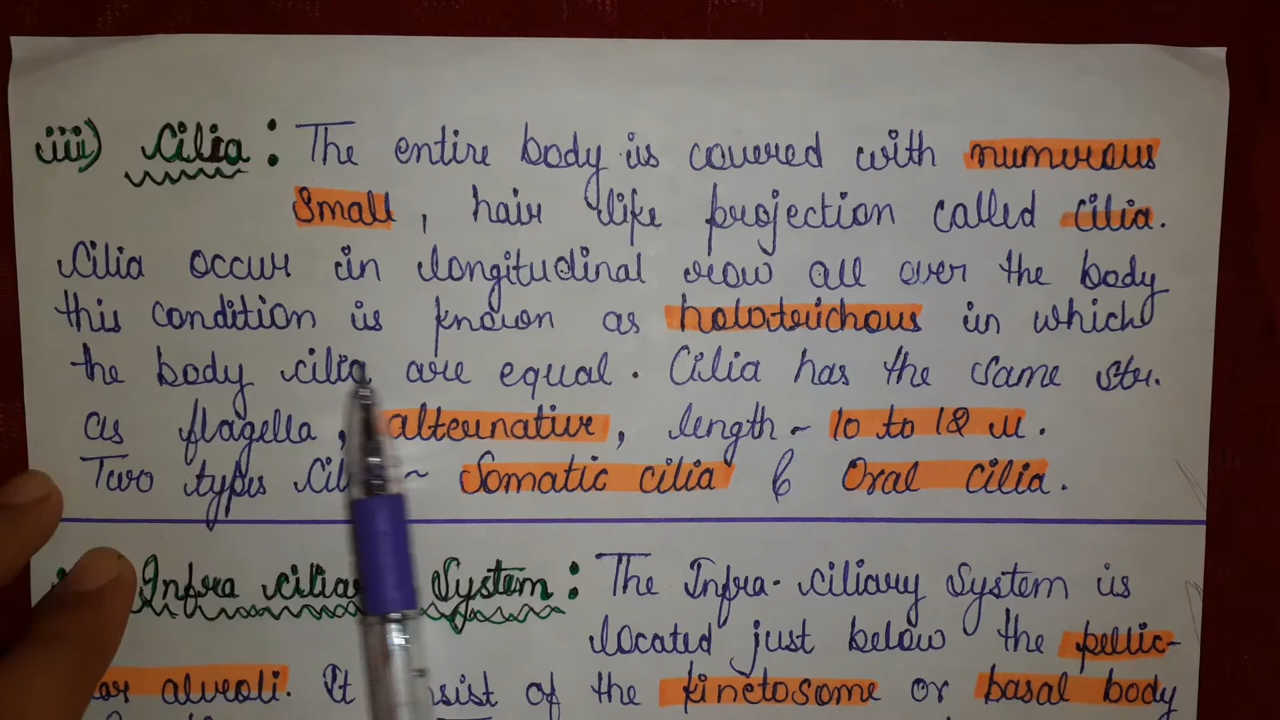 iii) Cilia : The entire body is covered with numerous
small , hair like projection called cilia.
Cilia occur in longitudinal row all over the body
this condition is known as holotrichous in which
the body cilia are equal . Cilia has the same str.
as flagella , alternative , length ~ 10 to 12 µ .
Two types ~ Somatic cilia & Oral cilia .
Infra System : The Infra-ciliary System is
located just below the pellic-
alveoli. It of the kinetosome or basal body